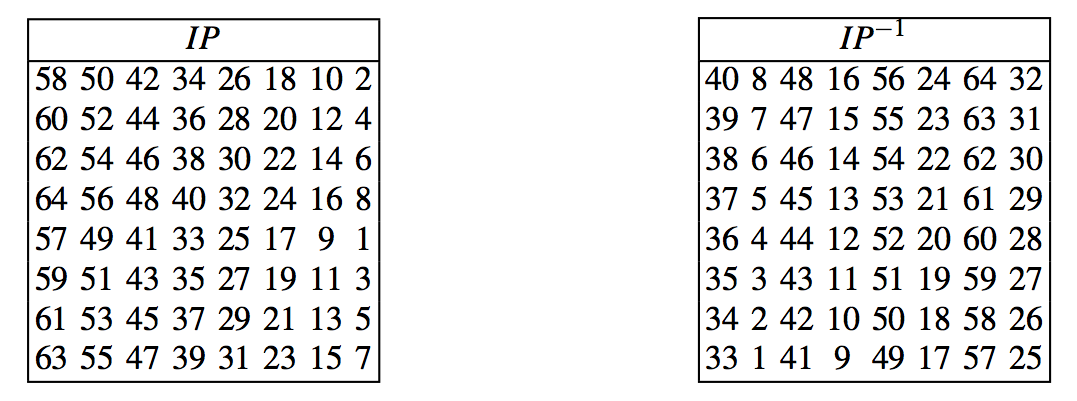 IP
58 50 42 34 26 18 10 2
60 52 44 36 28 20 12 4
62 54 46 38 30 22 14 6
64 56 48 40 32 24 16 8
57 49 41 33 25 17 9 1
59 51 43 35 27 19 11 3
61 53 45 37 29 21 13 5
63 55 47 39 31 23 15 7
IP⁻¹
40 8 48 16 56 24 64 32
39 7 47 15 55 23 63 31
38 6 46 14 54 22 62 30
37 5 45 13 53 21 61 29
36 4 44 12 52 20 60 28
35 3 43 11 51 19 59 27
34 2 42 10 50 18 58 26
33 1 41 9 49 17 57 25